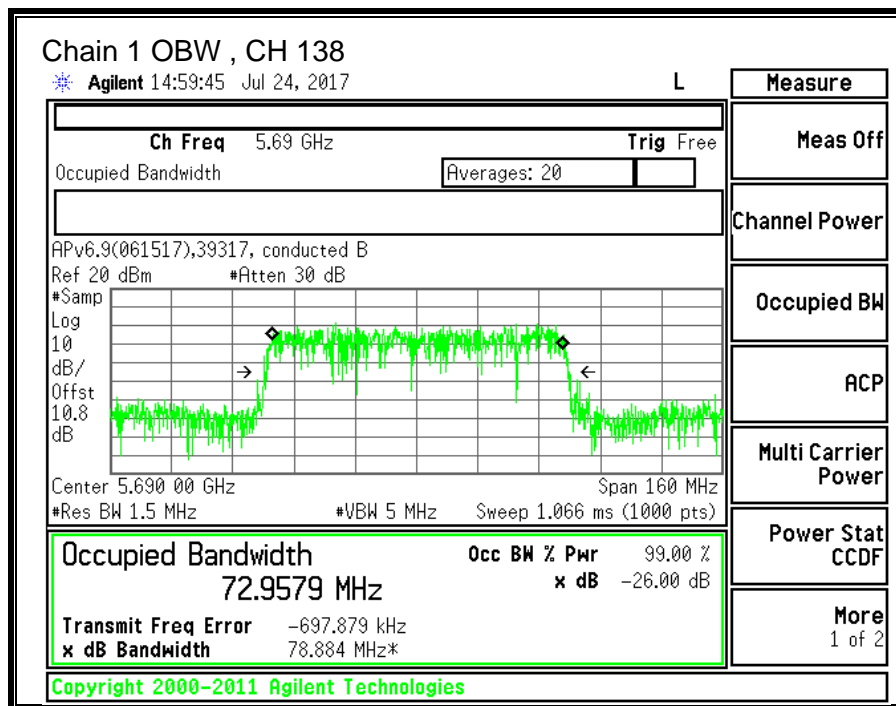 Chain 1 OBW , CH 138
Agilent 14:59:45 Jul 24, 2017 L
Measure
Ch Freq 5.69 GHz Trig Free
Occupied Bandwidth Averages: 20
APv6.9(061517),39317, conducted B
Ref 20 dBm #Atten 30 dB
#Samp
Log
10
dB/
Offst
10.8
dB
Center 5.690 00 GHz Span 160 MHz
#Res BW 1.5 MHz #VBW 5 MHz Sweep 1.066 ms (1000 pts)
Occupied Bandwidth Occ BW % Pwr 99.00 %
72.9579 MHz x dB -26.00 dB
Transmit Freq Error -697.879 kHz
x dB Bandwidth 78.884 MHz*
Copyright 2000-2011 Agilent Technologies
Meas Off
Channel Power
Occupied BW
ACP
Multi Carrier
Power
Power Stat
CCDF
More
1 of 2